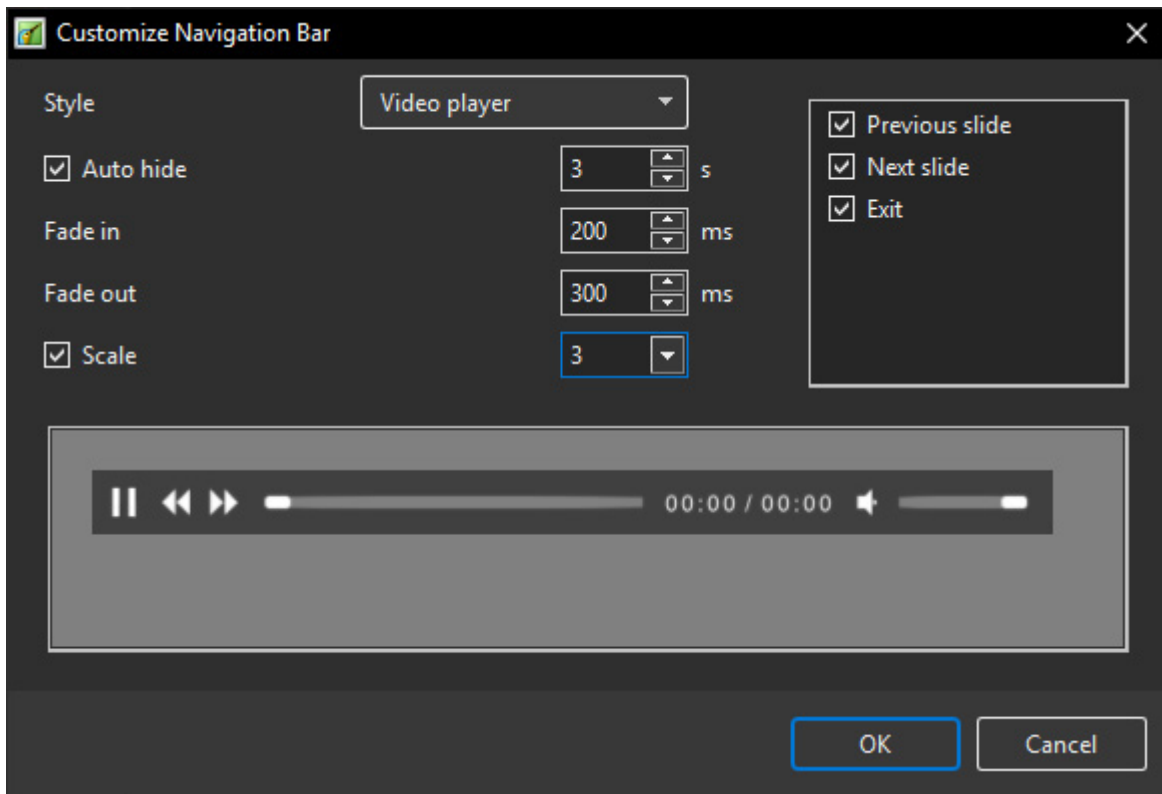 Customize Navigation Bar
Style
Video player
Auto hide
3
s
Fade in
200
ms
Fade out
300
ms
Scale
3
Previous slide
Next slide
Exit
00:00 / 00:00
OK
Cancel